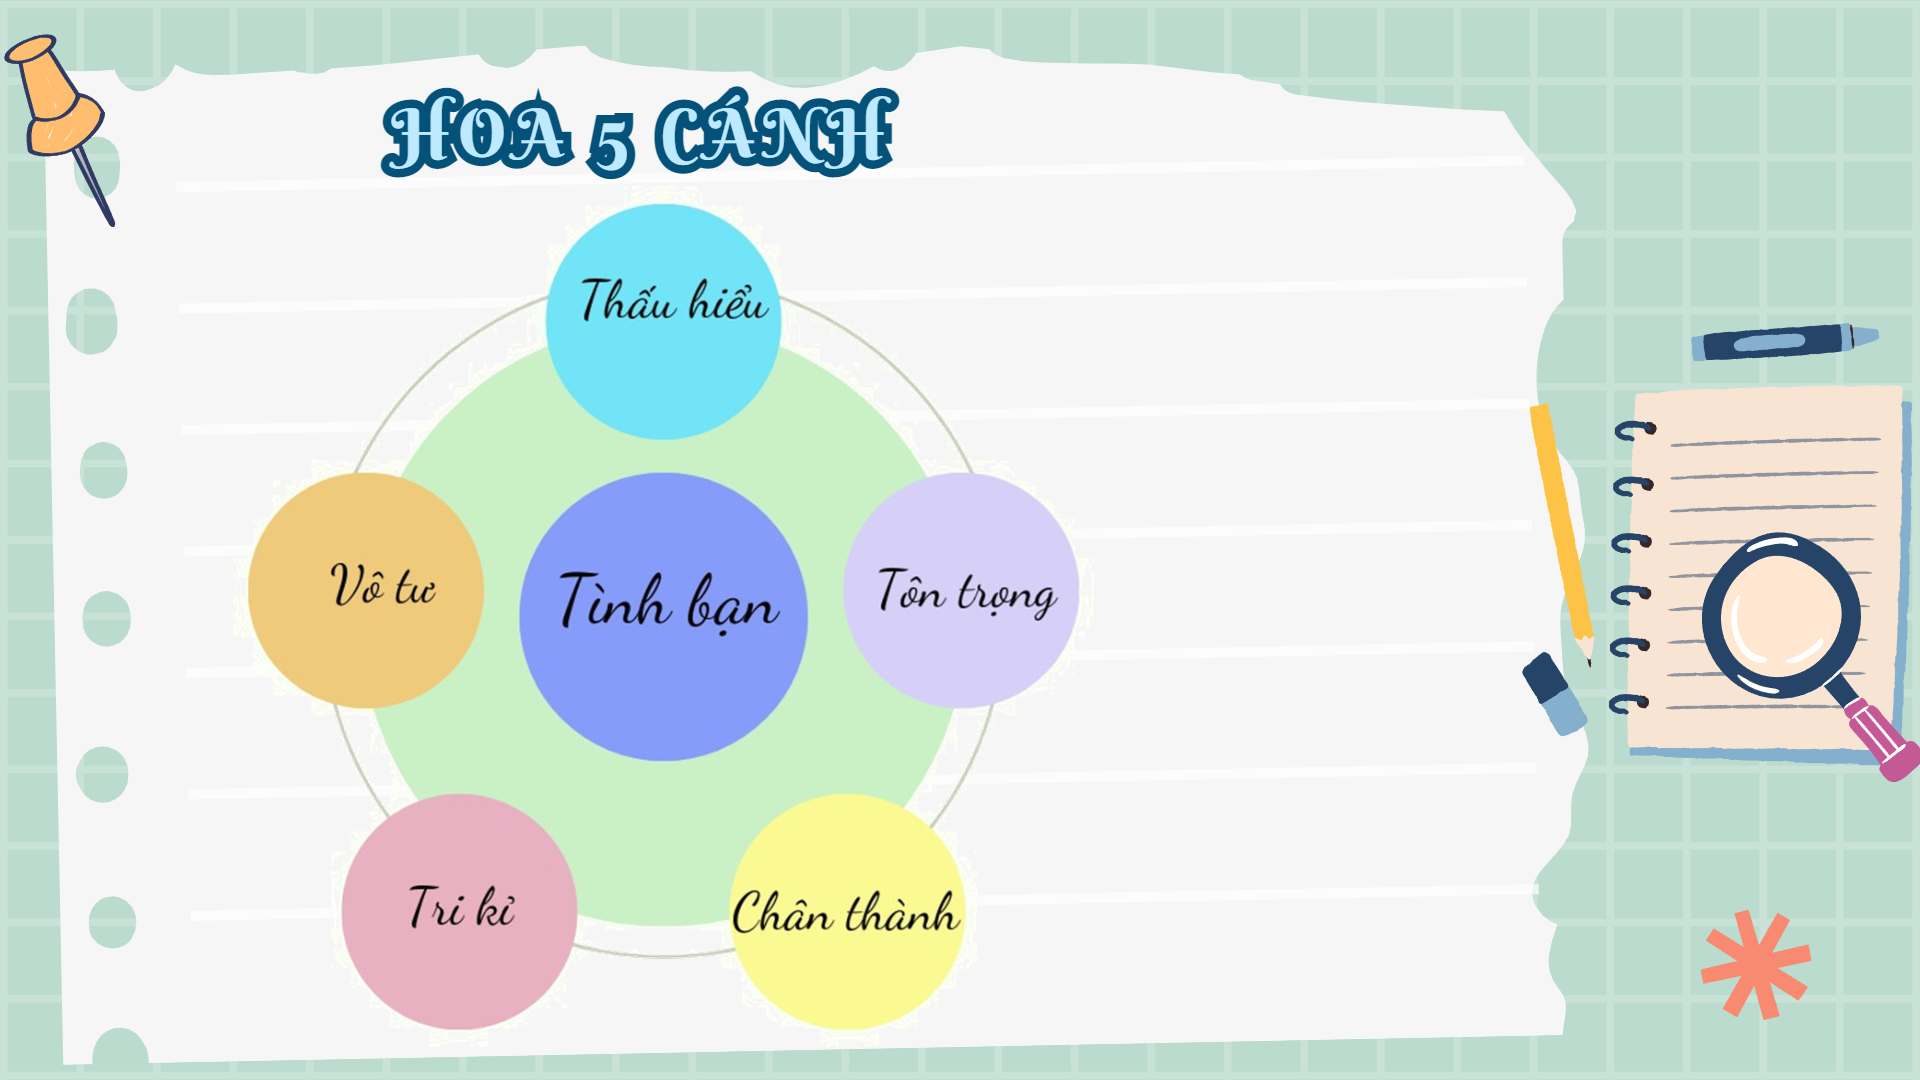 HOA 5 CÁNH
Thấu hiểu
Vô tư
Tình bạn
Tôn trọng
Tri kỉ
Chân thành